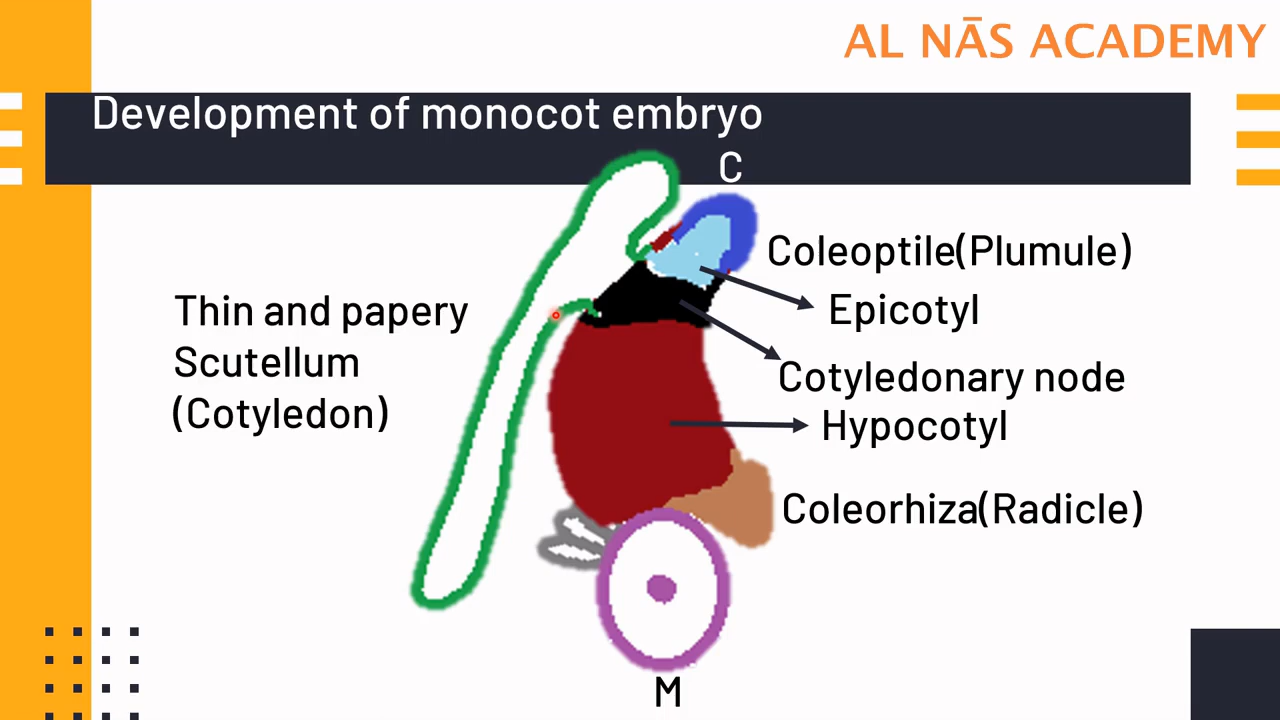 AL NĀS ACADEMY
Development of monocot embryo
C
Coleoptile(Plumule)
Epicotyl
Thin and papery
Scutellum
(Cotyledon)
Cotyledonary node
Hypocotyl
Coleorhiza(Radicle)
M